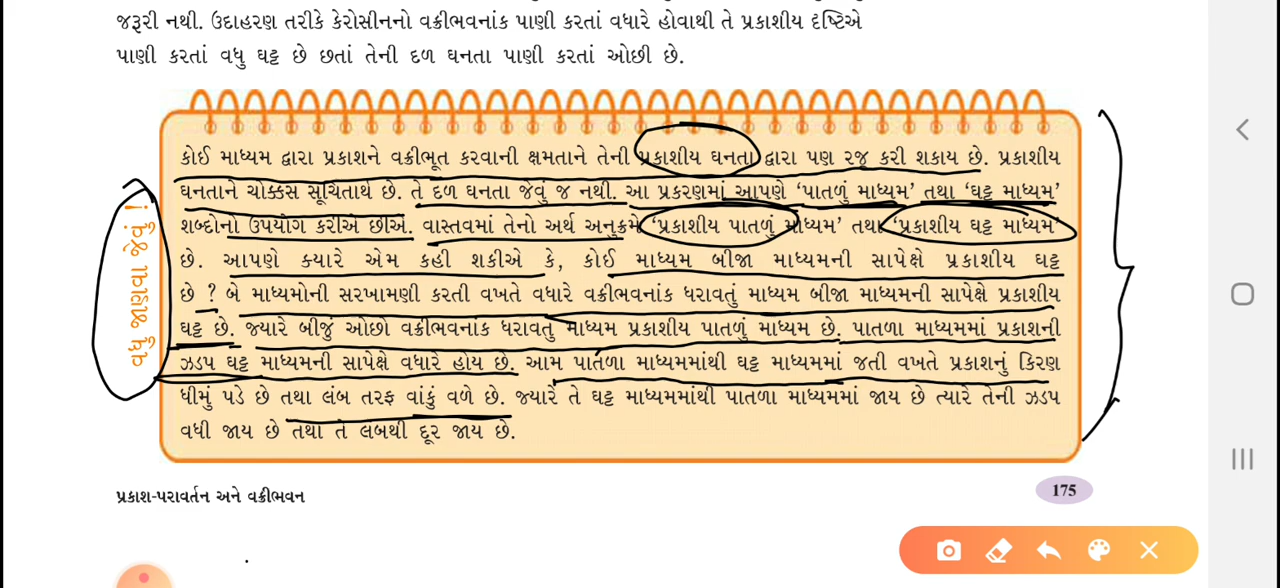 જરૂરી નથી. ઉદાહરણ તરીકે કેરોસીનનો વક્રીભવનાંક પાણી કરતાં વધારે હોવાથી તે પ્રકાશીય દૃષ્ટિએ
પાણી કરતાં વધુ ઘટ્ટ છે છતાં તેની દળ ઘનતા પાણી કરતાં ઓછી છે.
વધુ જાણવા જેવું !
કોઈ માધ્યમ દ્વારા પ્રકાશને વક્રીભૂત કરવાની ક્ષમતાને તેની પ્રકાશીય ઘનતા દ્વારા પણ રજૂ કરી શકાય છે. પ્રકાશીય
ઘનતાને ચોક્કસ સૂચિતાર્થ છે. તે દળ ઘનતા જેવું જ નથી. આ પ્રકરણમાં આપણે ‘પાતળું માધ્યમ’ તથા ‘ઘટ્ટ માધ્યમ’
શબ્દોનો ઉપયોગ કરીએ છીએ. વાસ્તવમાં તેનો અર્થ અનુક્રમે ‘પ્રકાશીય પાતળું માધ્યમ’ તથા ‘પ્રકાશીય ઘટ્ટ માધ્યમ’
છે. આપણે ક્યારે એમ કહી શકીએ કે, કોઈ માધ્યમ બીજા માધ્યમની સાપેક્ષે પ્રકાશીય ઘટ્ટ
છે ? બે માધ્યમોની સરખામણી કરતી વખતે વધારે વક્રીભવનાંક ધરાવતું માધ્યમ બીજા માધ્યમની સાપેક્ષે પ્રકાશીય
ઘટ્ટ છે. જ્યારે બીજું ઓછો વક્રીભવનાંક ધરાવતુ માધ્યમ પ્રકાશીય પાતળું માધ્યમ છે. પાતળા માધ્યમમાં પ્રકાશની
ઝડપ ઘટ્ટ માધ્યમની સાપેક્ષે વધારે હોય છે. આમ પાતળા માધ્યમમાંથી ઘટ્ટ માધ્યમમાં જતી વખતે પ્રકાશનું કિરણ
ધીમું પડે છે તથા લંબ તરફ વાંકું વળે છે. જ્યારે તે ઘટ્ટ માધ્યમમાંથી પાતળા માધ્યમમાં જાય છે ત્યારે તેની ઝડપ
વધી જાય છે તથા તે લંબથી દૂર જાય છે.
પ્રકાશ-પરાવર્તન અને વક્રીભવન
175